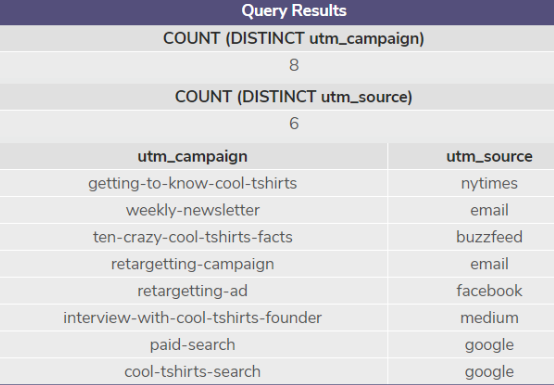 Query Results
COUNT (DISTINCT utm_campaign)
8
COUNT (DISTINCT utm_source)
6
utm_campaign utm_source
getting-to-know-cool-tshirts nytimes
weekly-newsletter email
ten-crazy-cool-tshirts-facts buzzfeed
retargetting-campaign email
retargetting-ad facebook
interview-with-cool-tshirts-founder medium
paid-search google
cool-tshirts-search google